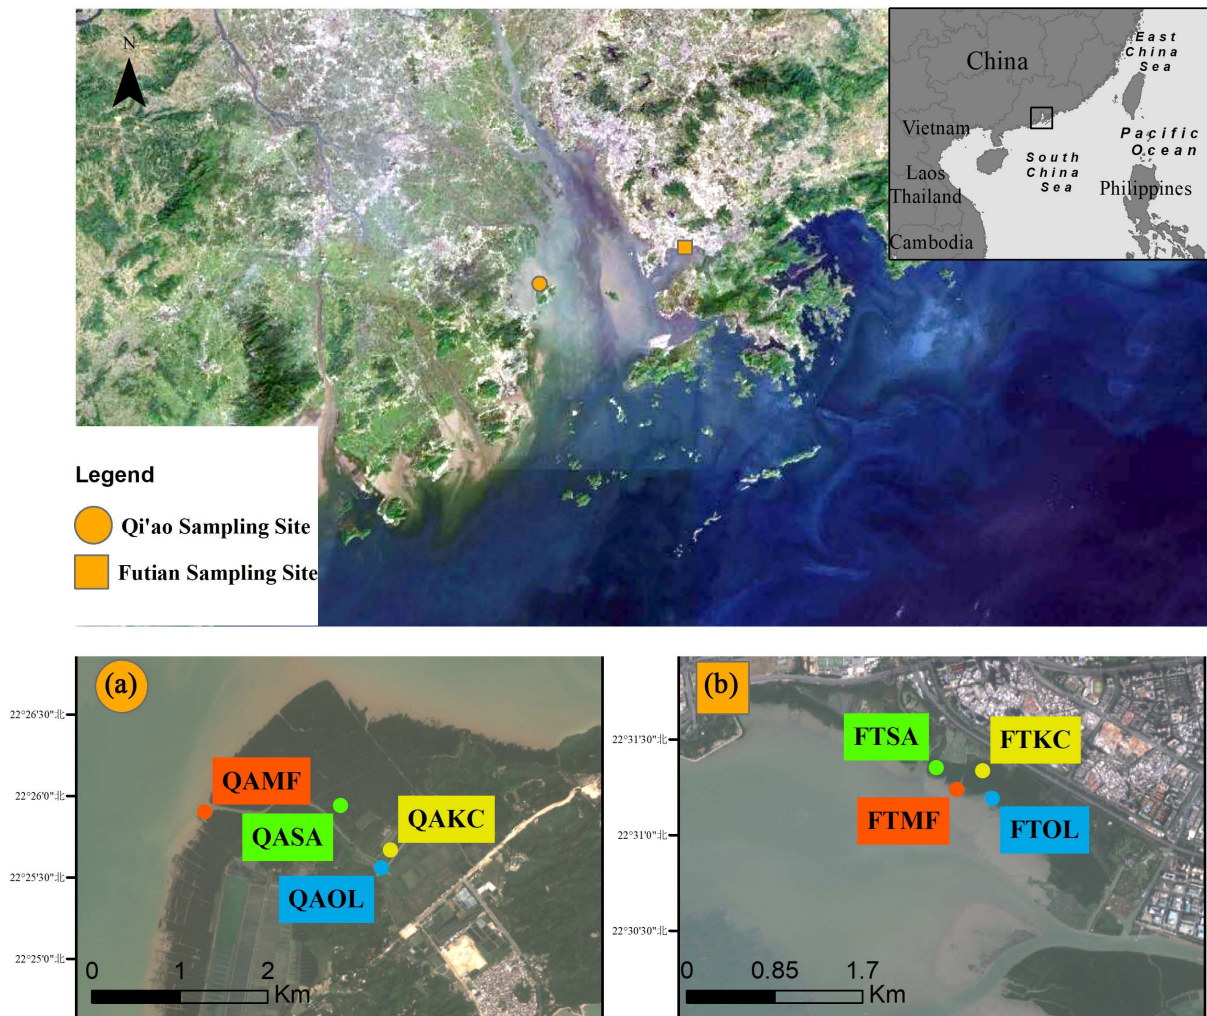 N
East
China
Sea
China
Vietnam
Pacific
Ocean
South
China
Sea
Laos
Thailand
Philippines
Cambodia
Legend
Qi'ao Sampling Site
Futian Sampling Site
(a)
22°26'30"北
22°26'0"北
22°25'30"北
22°25'0"北
QAMF
QASA
QAKC
QAOL
0 1 2
Km
(b)
22°31'30"北
22°31'0"北
22°30'30"北
FTSA
FTKC
FTMF
FTOL
0 0.85 1.7
Km